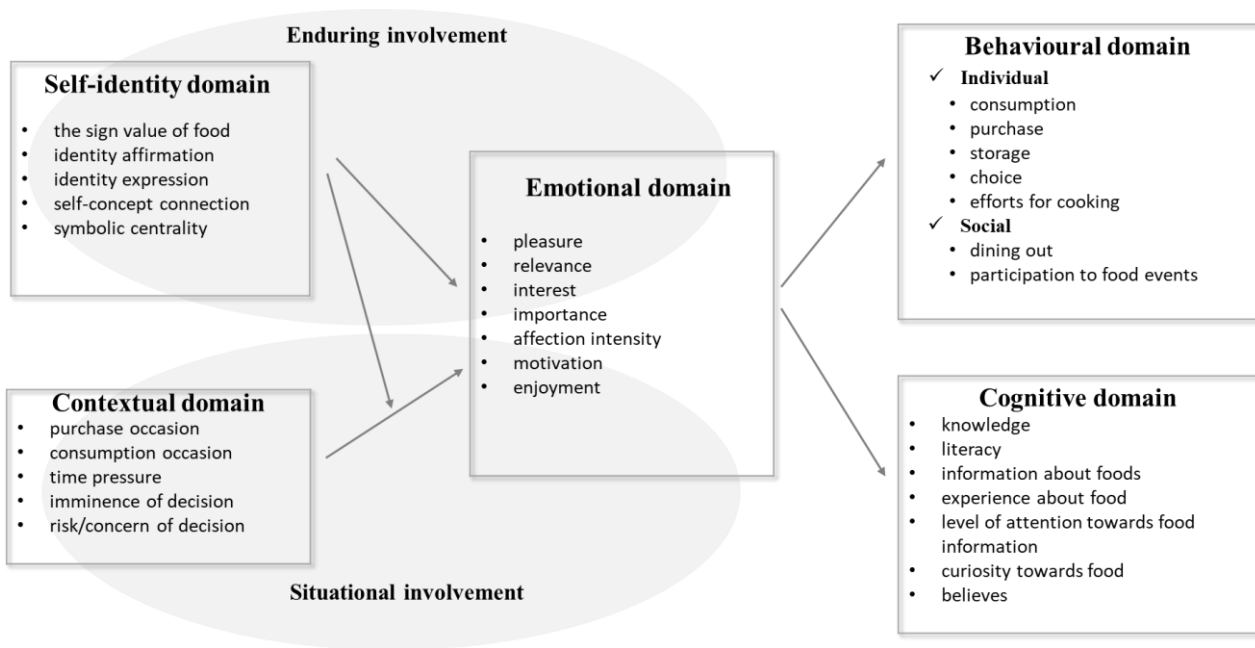 Enduring involvement
Self-identity domain
• the sign value of food
• identity affirmation
• identity expression
• self-concept connection
• symbolic centrality
Contextual domain
• purchase occasion
• consumption occasion
• time pressure
• imminence of decision
• risk/concern of decision
Situational involvement
Emotional domain
• pleasure
• relevance
• interest
• importance
• affection intensity
• motivation
• enjoyment
Behavioural domain
✓ Individual
• consumption
• purchase
• storage
• choice
• efforts for cooking
✓ Social
• dining out
• participation to food events
Cognitive domain
• knowledge
• literacy
• information about foods
• experience about food
• level of attention towards food
information
• curiosity towards food
• believes